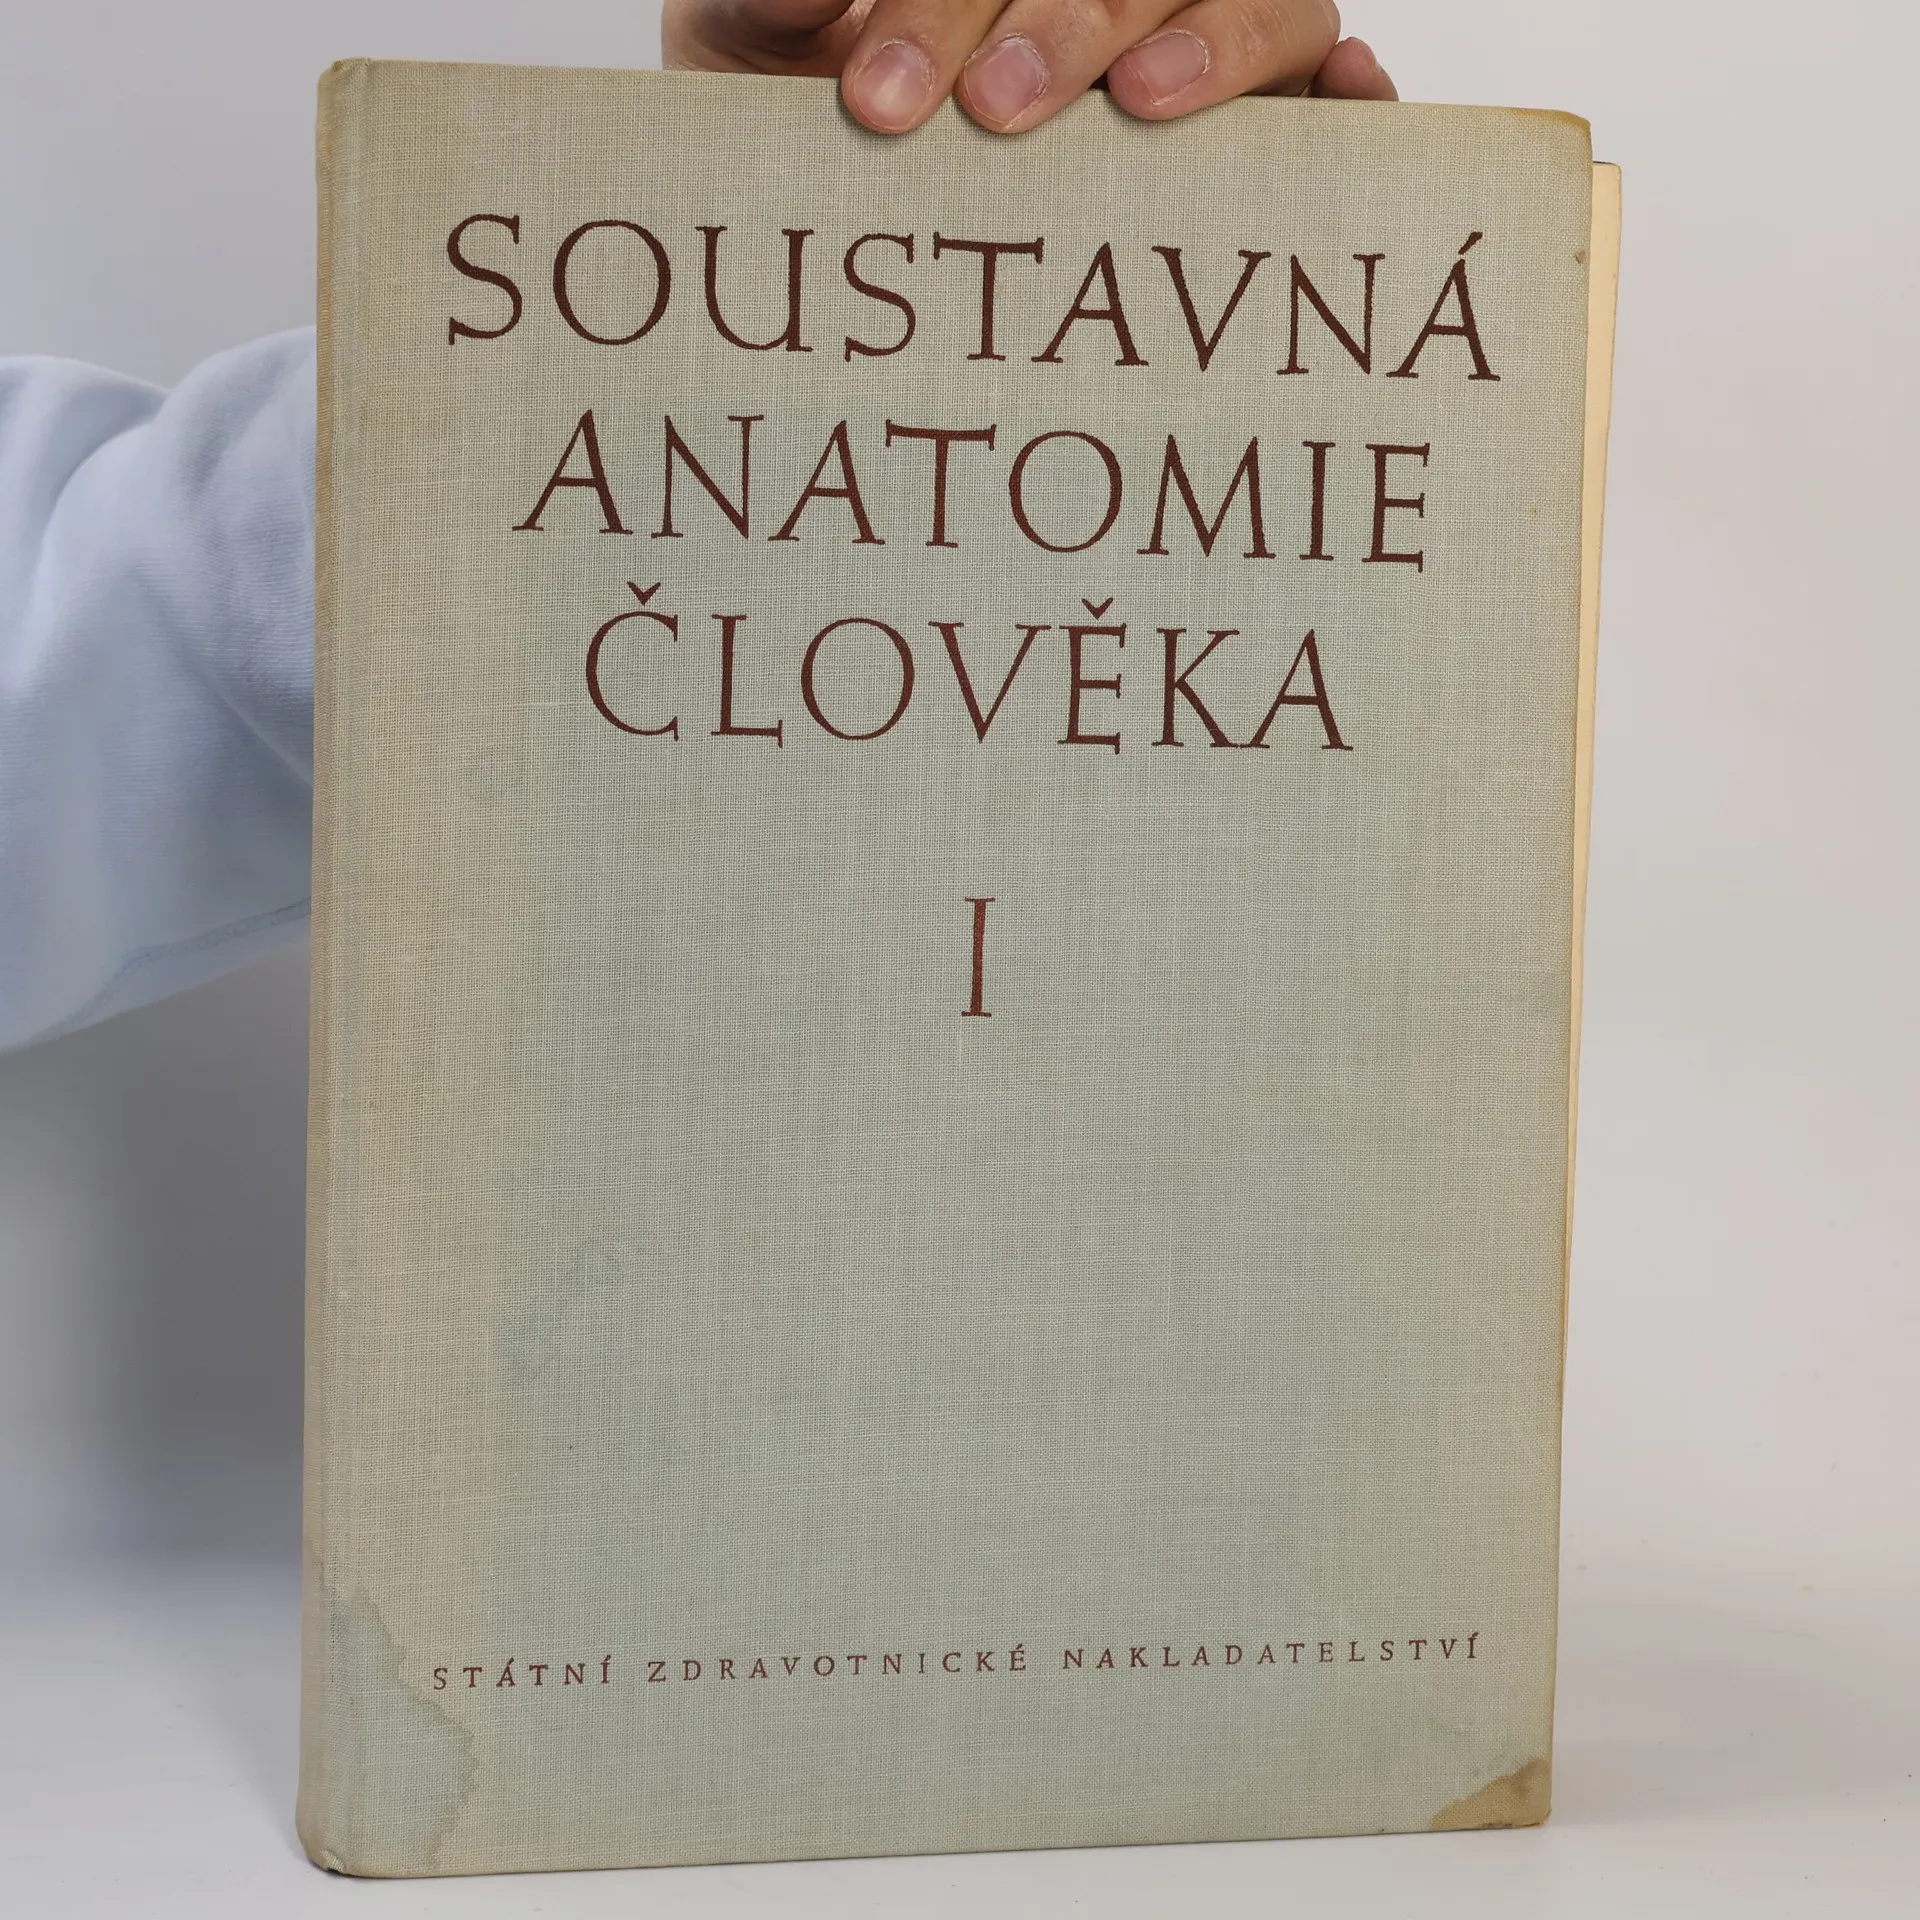 SOUSTAVNÁ
ANATOMIE
ČLOVĚKA
I
STÁTNÍ ZDRAVOTNICKÉ NAKLADATELSTVÍ